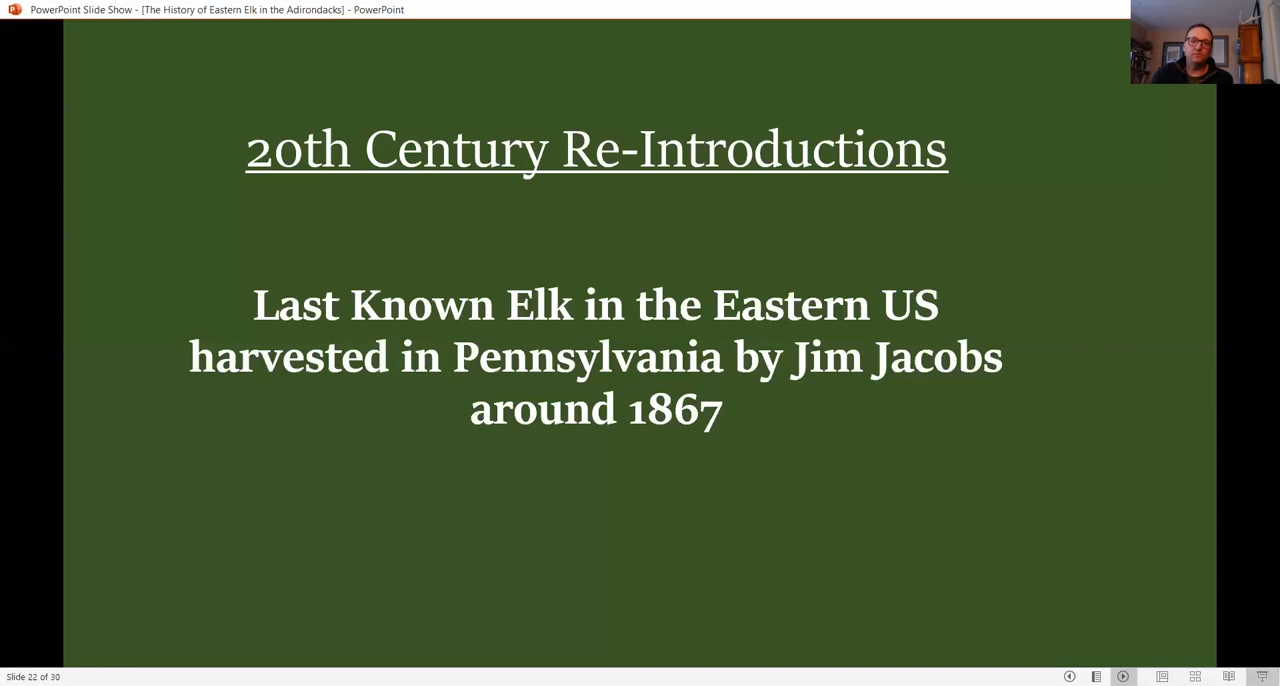 PowerPoint Slide Show - [The History of Eastern Elk in the Adirondacks] - PowerPoint
20th Century Re-Introductions
Last Known Elk in the Eastern US
harvested in Pennsylvania by Jim Jacobs
around 1867
Slide 22 of 30